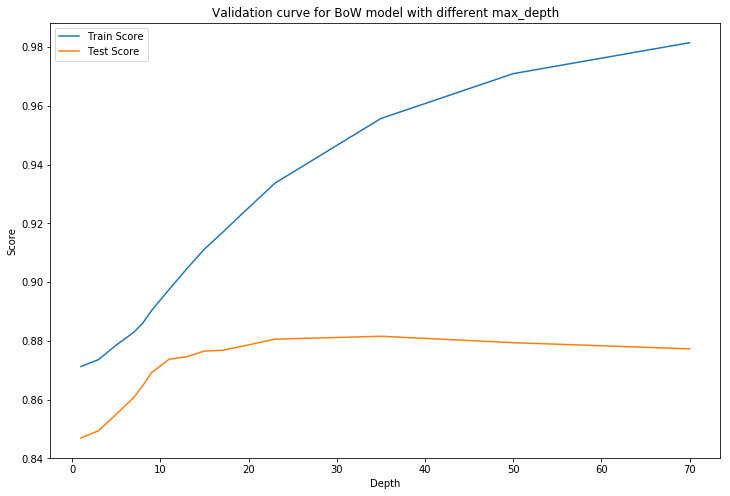 Validation curve for BoW model with different max_depth
Train Score
Test Score
0.98
0.96
0.94
0.92
0.90
0.88
0.86
0.84
Score
0 10 20 30 40 50 60 70
Depth